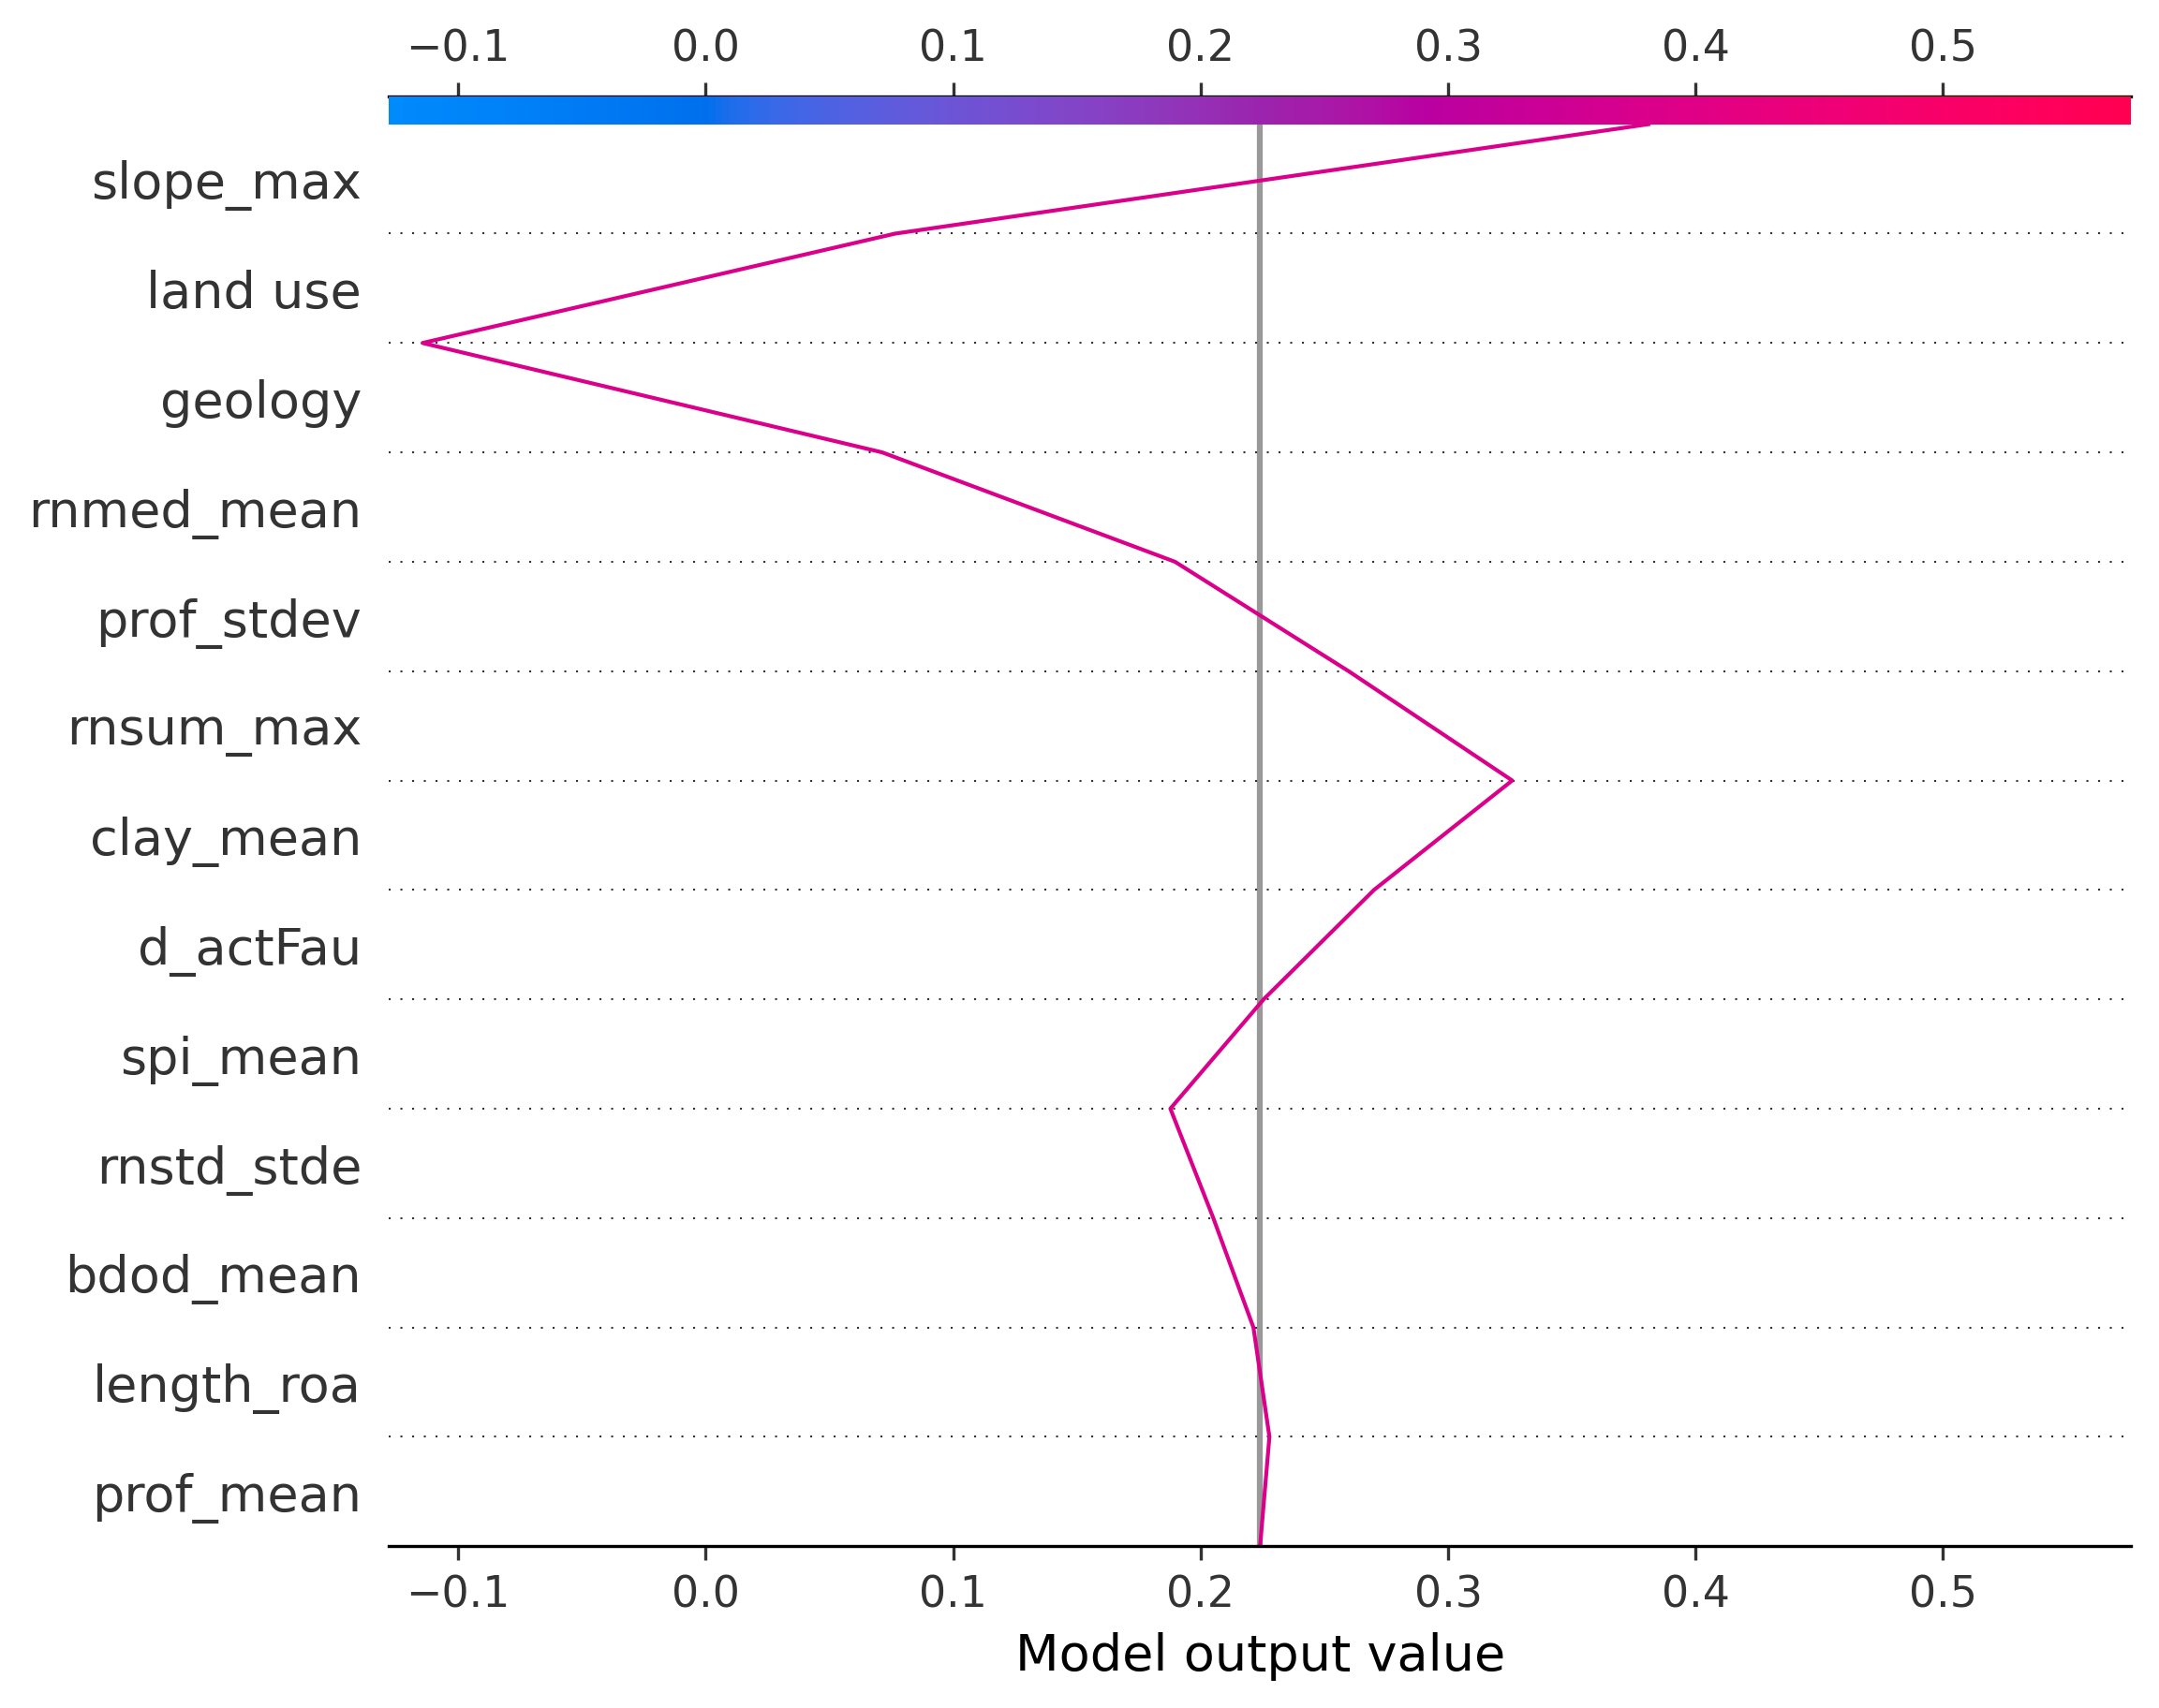 −0.1 0.0 0.1 0.2 0.3 0.4 0.5
slope_max
land use
geology
rnmed_mean
prof_stdev
rnsum_max
clay_mean
d_actFau
spi_mean
rnstd_stde
bdod_mean
length_roa
prof_mean
−0.1 0.0 0.1 0.2 0.3 0.4 0.5
Model output value